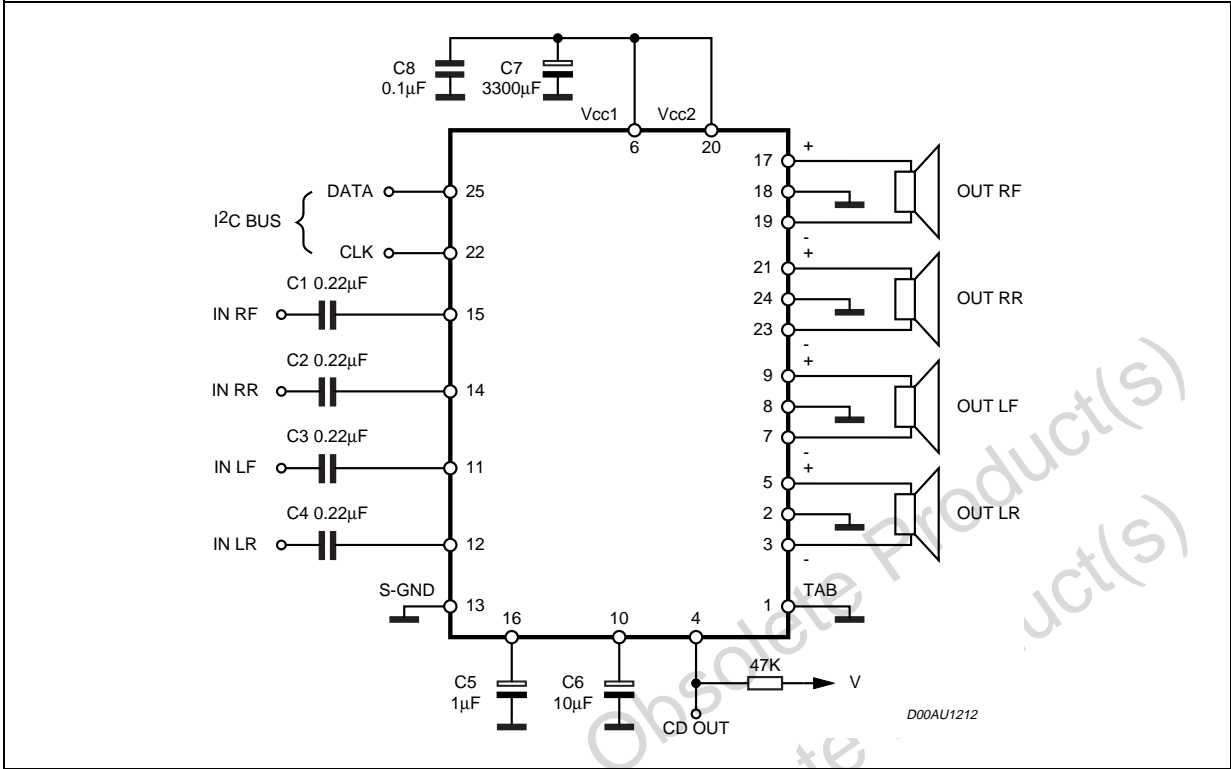 C8
0.1µF
C7
3300µF
Vcc1
Vcc2
6
20
I²C BUS
DATA
25
CLK
22
C1 0.22µF
IN RF
15
C2 0.22µF
IN RR
14
C3 0.22µF
IN LF
11
C4 0.22µF
IN LR
12
S-GND
13
17
+
18
19
-
OUT RF
21
+
24
23
-
OUT RR
9
+
8
7
-
OUT LF
5
+
2
3
-
OUT LR
1
TAB
16
C5
1µF
10
C6
10µF
4
47K
V
CD OUT
D00AU1212
Obsolete Product(s)